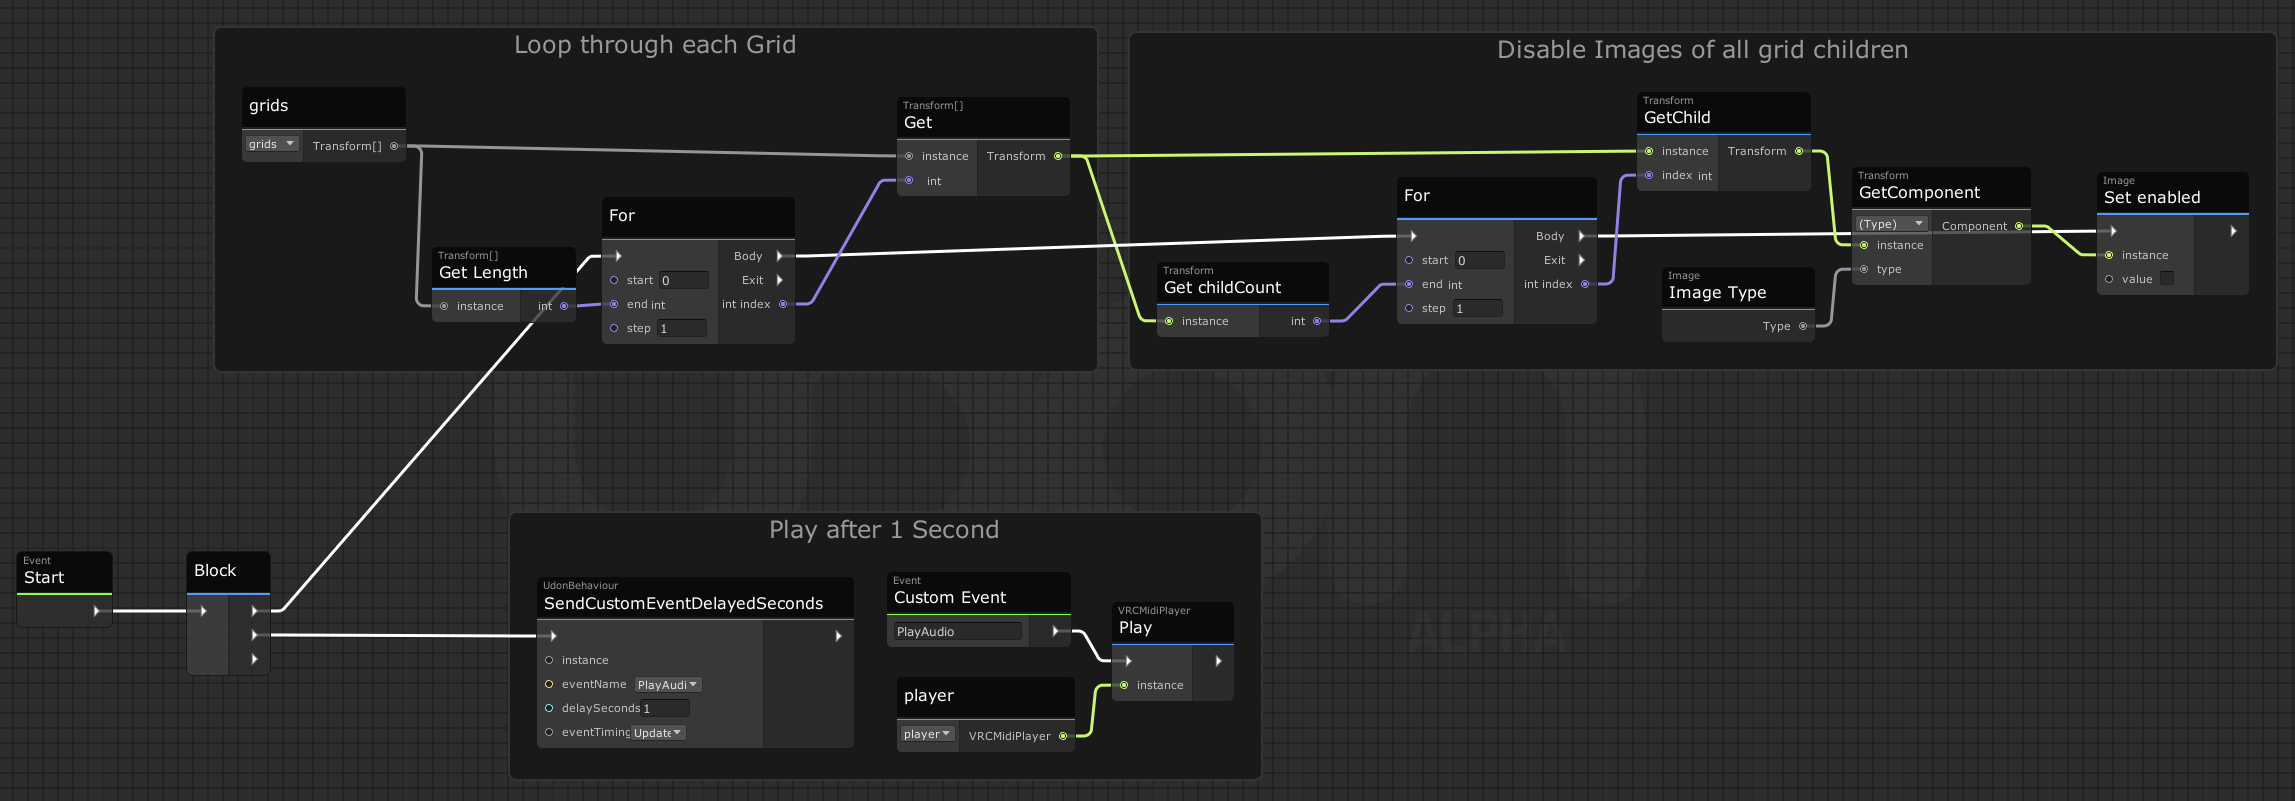 Loop through each Grid
grids
grids
Transform[]
Transform[]
Get Length
instance
int
For
start 0
end int
step 1
Body
Exit
int index
Transform[]
Get
instance
int
Transform
Disable Images of all grid children
Transform
Get childCount
instance
int
For
start 0
end int
step 1
Body
Exit
int index
Transform
GetChild
instance
index int
Transform
Image
Image Type
Type
Transform
GetComponent
(Type)
instance
type
Component
Image
Set enabled
instance
value
Event
Start
Block
Play after 1 Second
UdonBehaviour
SendCustomEventDelayedSeconds
instance
eventName PlayAudi
delaySeconds 1
eventTiming Update
Event
Custom Event
PlayAudio
player
player
VRCMidiPlayer
VRCMidiPlayer
Play
instance